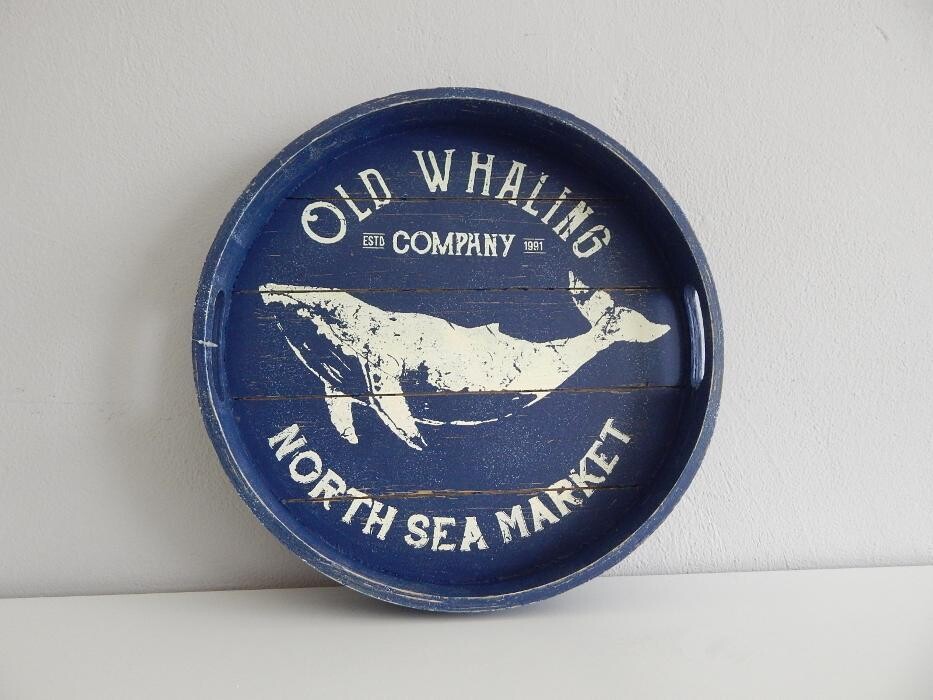 OLD WHALING
ESTD COMPANY 1991
NORTH SEA MARKET